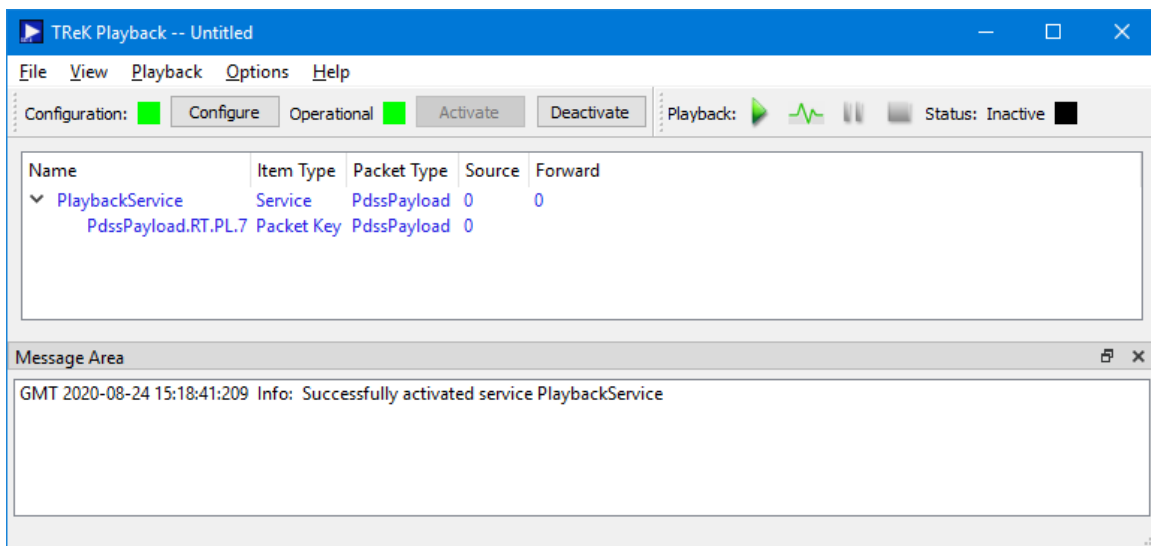 TReK Playback -- Untitled
File View Playback Options Help
Configuration: Configure Operational Activate Deactivate Playback: Status: Inactive
Name Item Type Packet Type Source Forward
PlaybackService Service PdssPayload 0 0
PdssPayload.RT.PL.7 Packet Key PdssPayload 0
Message Area
GMT 2020-08-24 15:18:41:209 Info: Successfully activated service PlaybackService